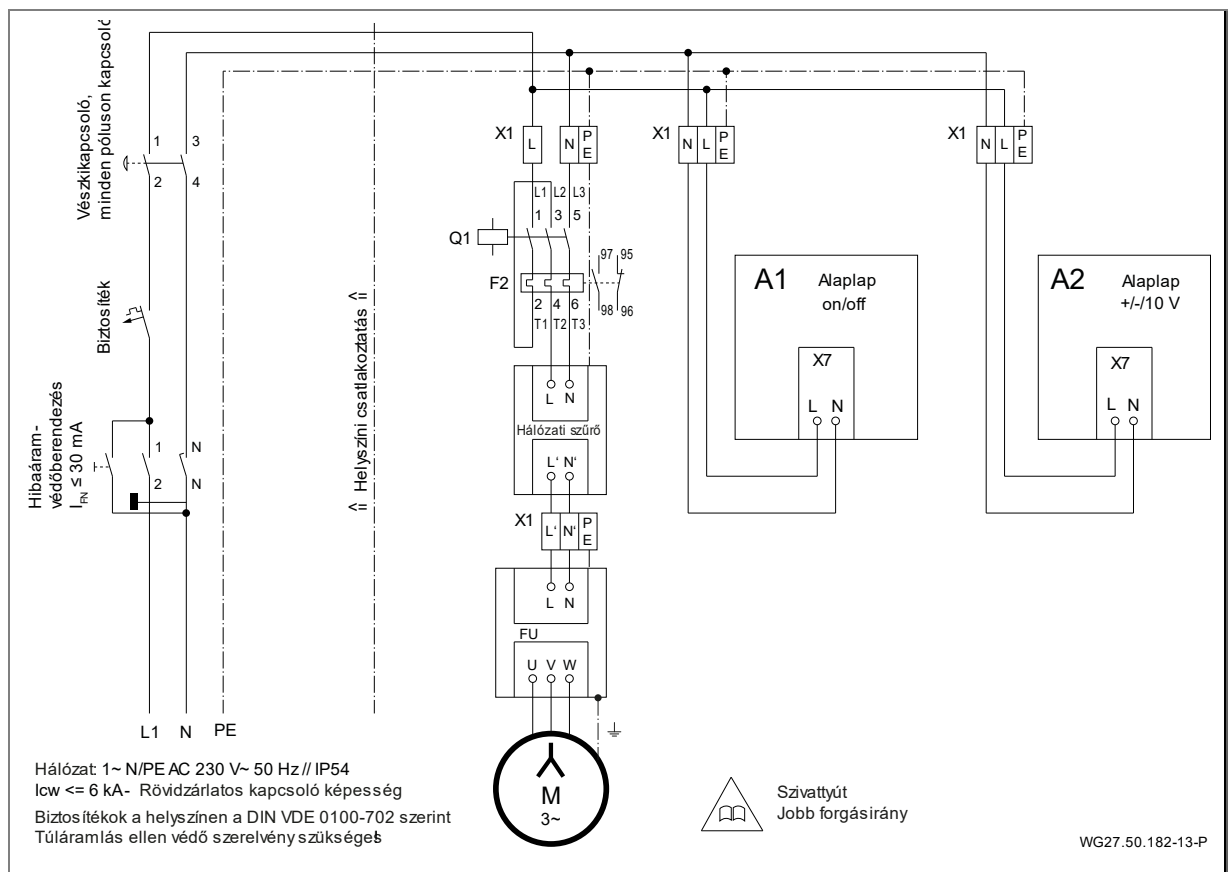 Vészkikapcsoló,
minden póluson kapcsoló
1 3
2 4
Biztosíték
Hibaáram-
védőberendezés
I_FN ≤ 30 mA
1 N
2 N
L1 N PE
<= Helyszíni csatlakoztatás <=
X1
L
N
P
E
L1 L2 L3
1 3 5
Q1
F2
2 4 6
T1 T2 T3
97 95
98 96
L N
Hálózati szűrő
L‘ N‘
X1
L‘
N‘
P
E
L N
FU
U V W
M
3~
X1
N
L
P
E
A1
Alaplap
on/off
X7
L N
X1
N
L
P
E
A2
Alaplap
+/-/10 V
X7
L N
Hálózat: 1~ N/PE AC 230 V~ 50 Hz // IP54
Icw <= 6 kA- Rövidzárlatos kapcsoló képesség
Biztosítékok a helyszínen a DIN VDE 0100-702 szerint
Túláramlás ellen védő szerelvény szükséges!
Szivattyút
Jobb forgásirány
WG27.50.182-13-P